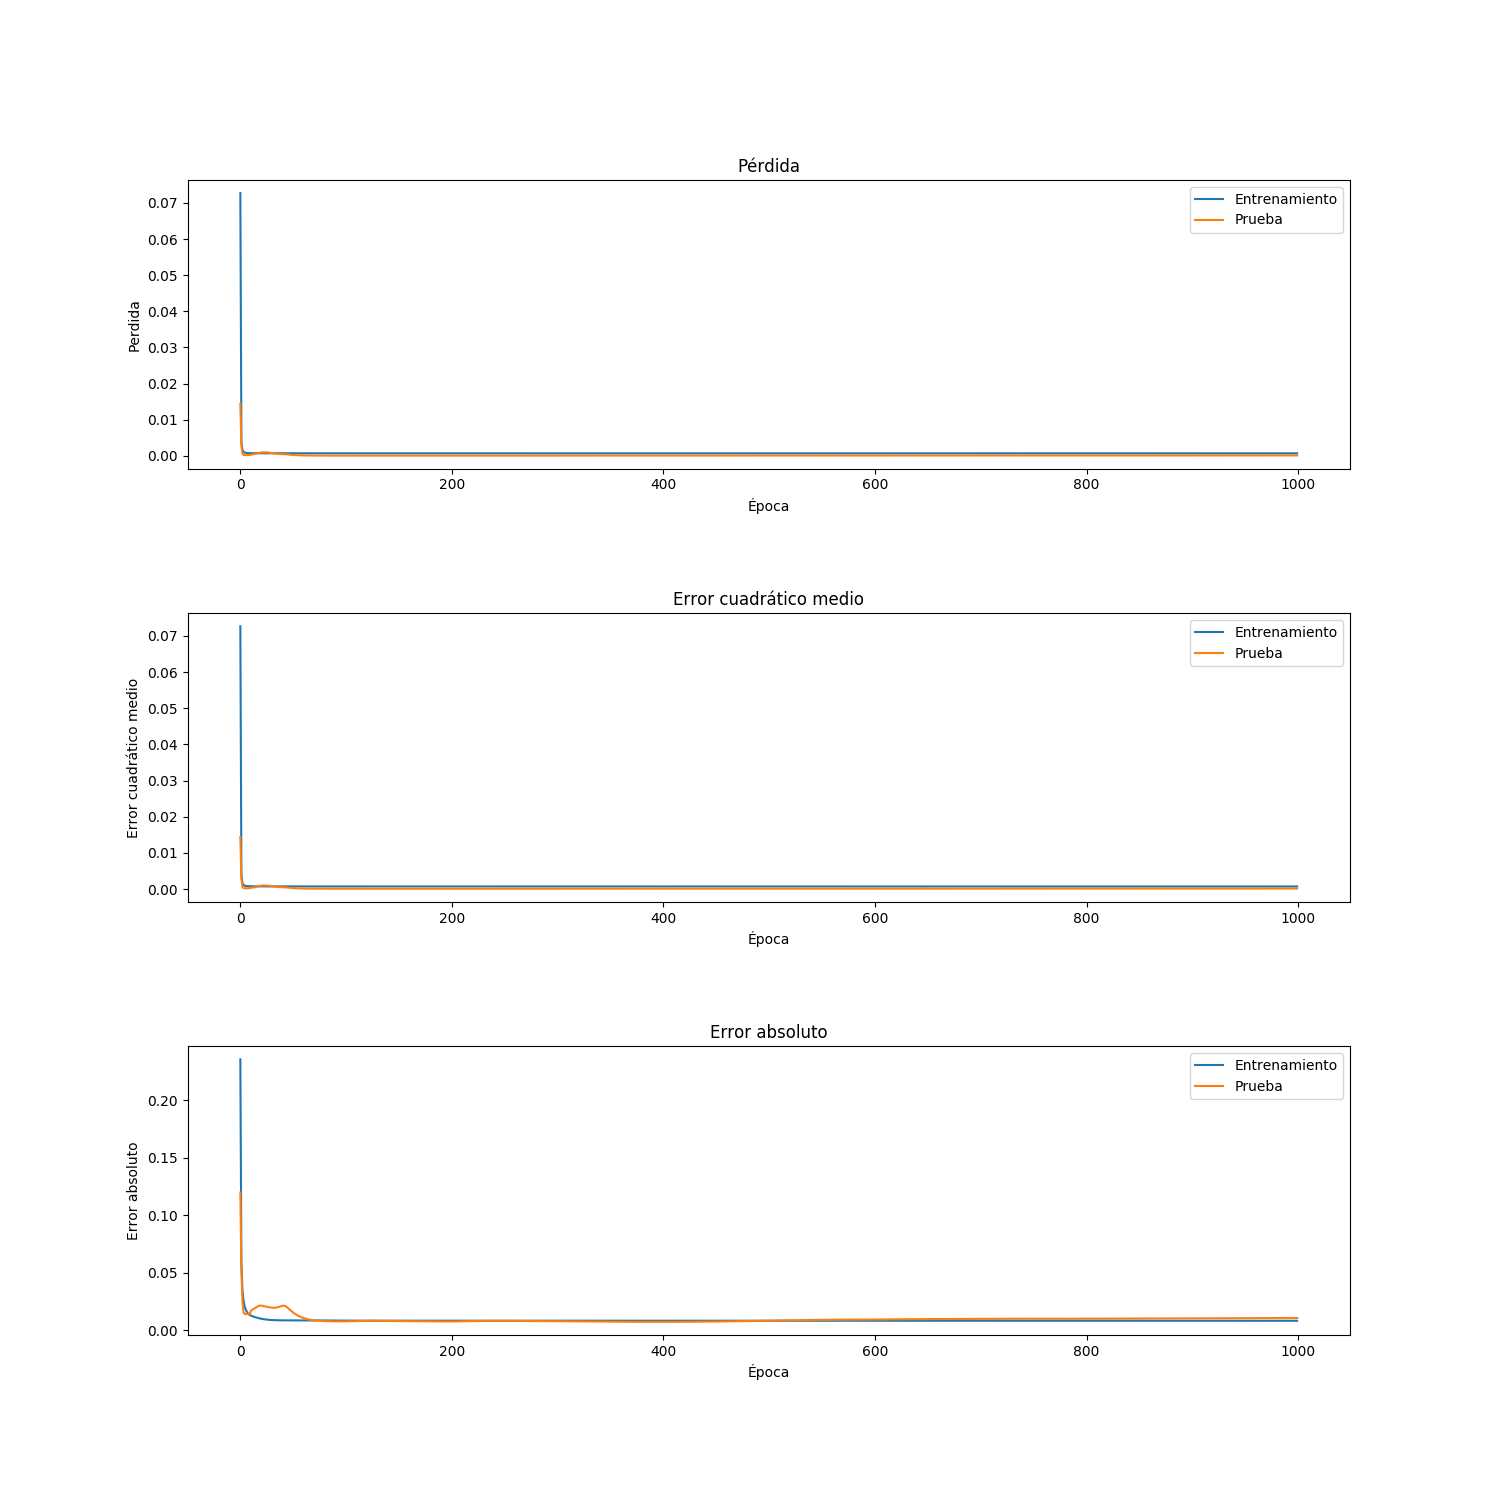 Pérdida
Entrenamiento
Prueba
0.07
0.06
0.05
0.04
0.03
0.02
0.01
0.00
Perdida
0 200 400 600 800 1000
Época
Error cuadrático medio
Entrenamiento
Prueba
0.07
0.06
0.05
0.04
0.03
0.02
0.01
0.00
Error cuadrático medio
0 200 400 600 800 1000
Época
Error absoluto
Entrenamiento
Prueba
0.20
0.15
0.10
0.05
0.00
Error absoluto
0 200 400 600 800 1000
Época